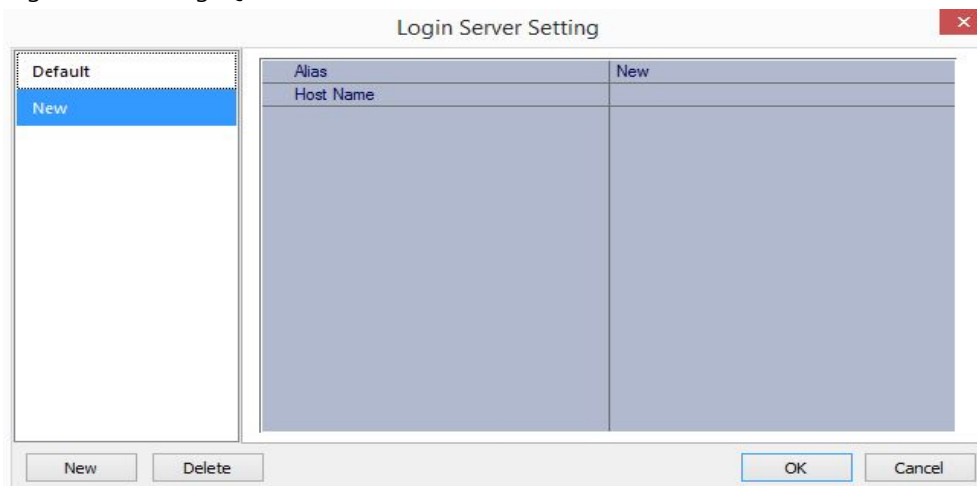 Login Server Setting
Default
New
Alias New
Host Name
New Delete OK Cancel